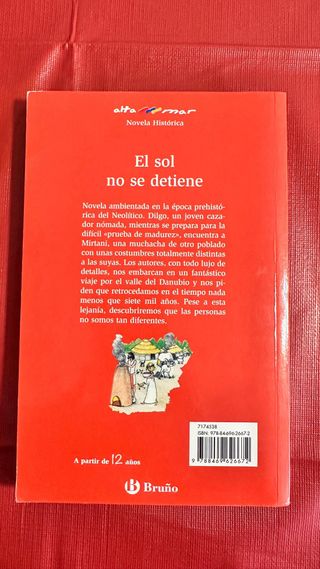 alta mar
Novela Histórica
El sol
no se detiene
Novela ambientada en la época prehistó-
rica del Neolítico. Dilgo, un joven caza-
dor nómada, mientras se prepara para la
difícil «prueba de madurez», encuentra a
Mirtani, una muchacha de otro poblado
con unas costumbres totalmente distintas
a las suyas. Los autores, con todo lujo de
detalles, nos embarcan en un fantástico
viaje por el valle del Danubio y nos pi-
den que retrocedamos en el tiempo nada
menos que siete mil años. Pese a esta
lejanía, descubriremos que las personas
no somos tan diferentes.
7174338
ISBN: 978-84-696-2667-2
9 788469 626672
A partir de 12 años
Bruño